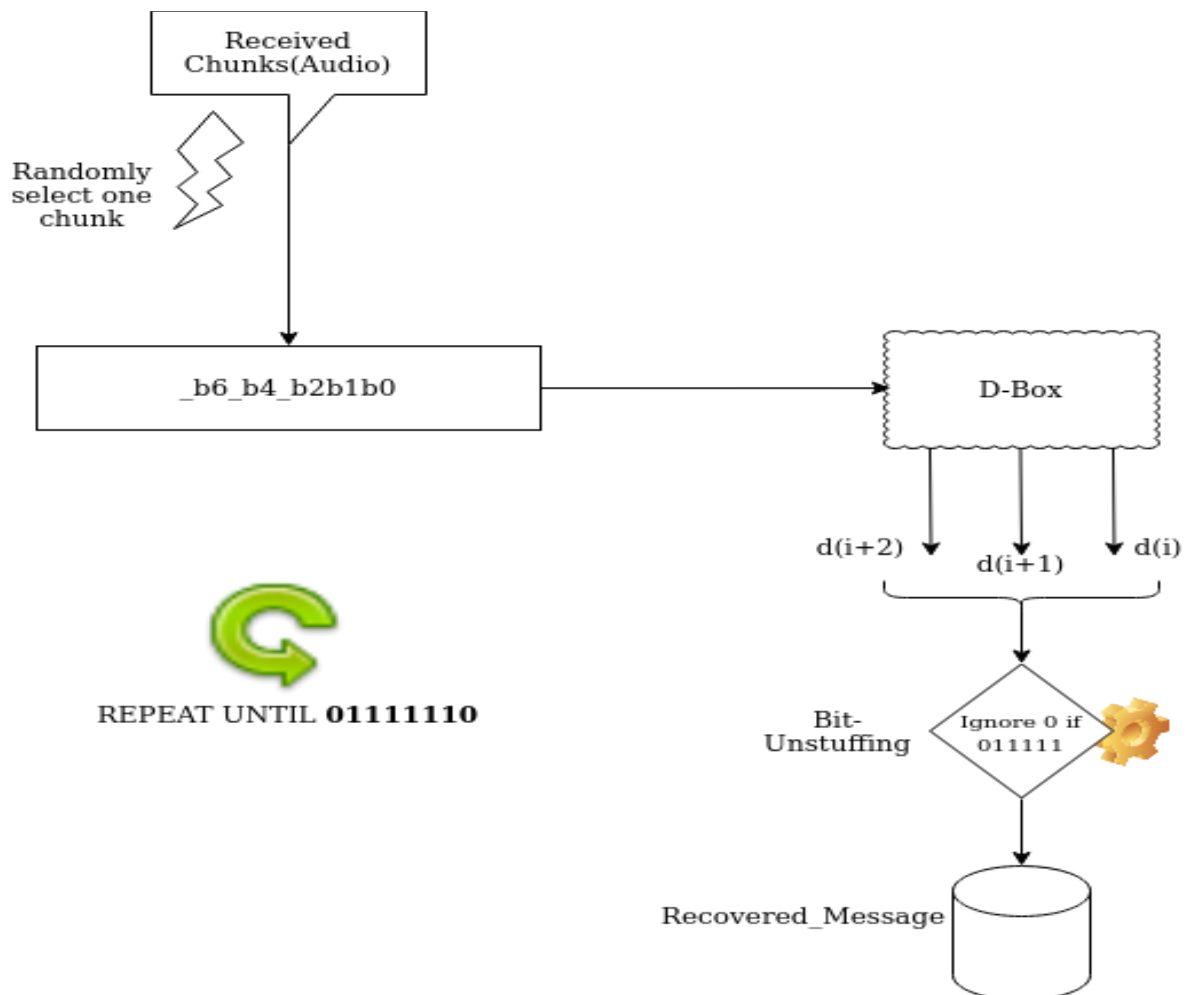 Received
Chunks(Audio)
Randomly
select one
chunk
_b6_b4_b2b1b0
D-Box
d(i+2)
d(i+1)
d(i)
REPEAT UNTIL 01111110
Bit-
Unstuffing
Ignore 0 if
011111
Recovered_Message